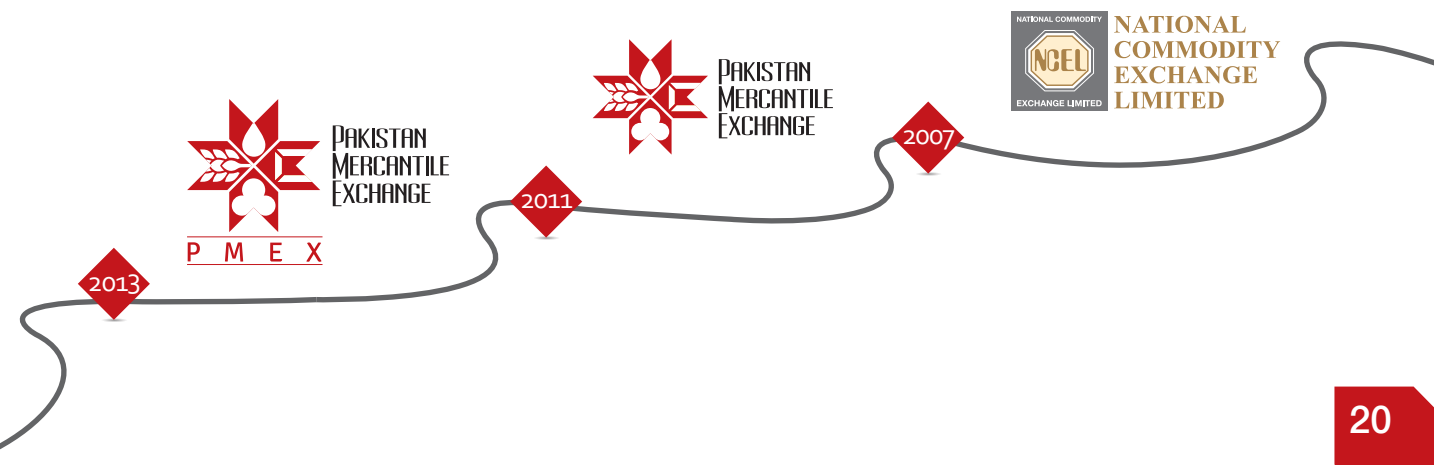 NATIONAL COMMODITY
NCEL
EXCHANGE LIMITED
NATIONAL
COMMODITY
EXCHANGE
LIMITED
PAKISTAN
MERCANTILE
EXCHANGE
PAKISTAN
MERCANTILE
EXCHANGE
PMEX
2007
2011
2013
20